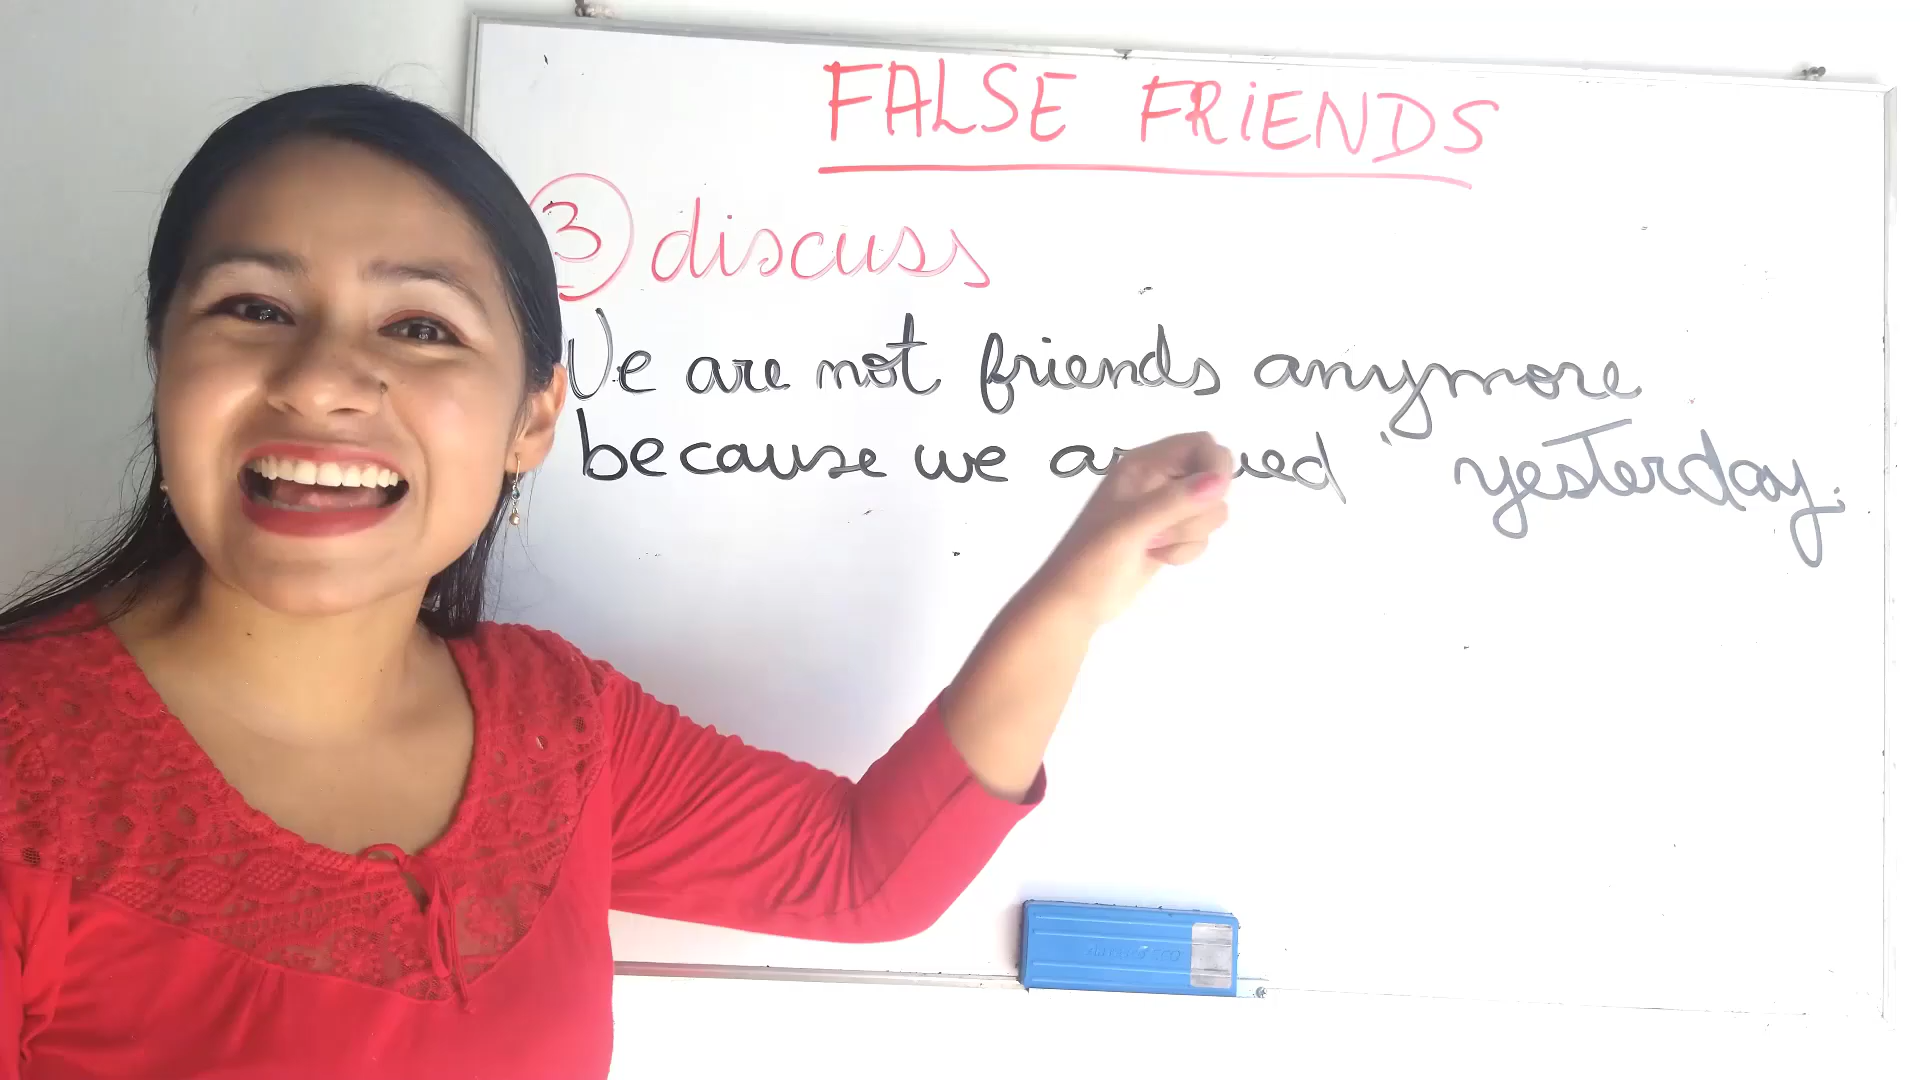 FALSE FRIENDS
3 discuss
We are not friends anymore
because we yesterday.